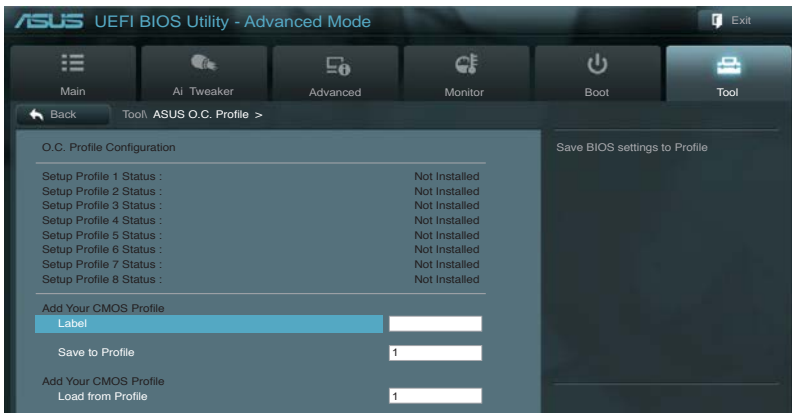 ASUS UEFI BIOS Utility - Advanced Mode
Exit
Main
Ai Tweaker
Advanced
Monitor
Boot
Tool
Back
Tool\ ASUS O.C. Profile >
O.C. Profile Configuration
Save BIOS settings to Profile
Setup Profile 1 Status : Not Installed
Setup Profile 2 Status : Not Installed
Setup Profile 3 Status : Not Installed
Setup Profile 4 Status : Not Installed
Setup Profile 5 Status : Not Installed
Setup Profile 6 Status : Not Installed
Setup Profile 7 Status : Not Installed
Setup Profile 8 Status : Not Installed
Add Your CMOS Profile
Label
Save to Profile 1
Add Your CMOS Profile
Load from Profile 1